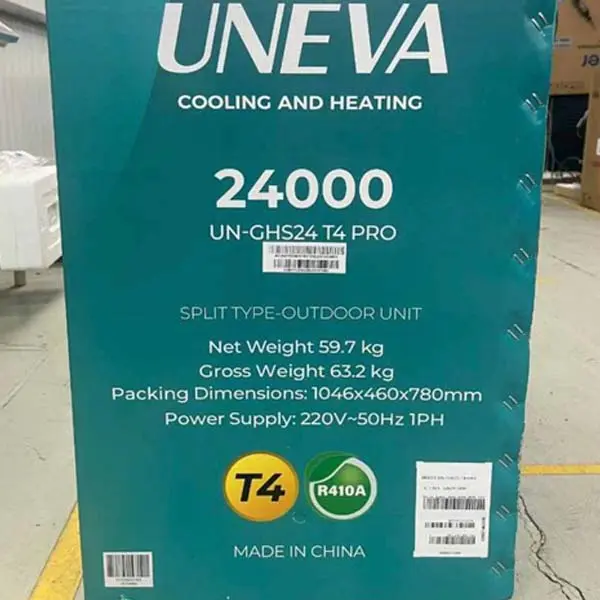 UNEVA
COOLING AND HEATING
24000
UN-GHS24 T4 PRO
SPLIT TYPE-OUTDOOR UNIT
Net Weight 59.7 kg
Gross Weight 63.2 kg
Packing Dimensions: 1046x460x780mm
Power Supply: 220V~50Hz 1PH
T4
R410A
MADE IN CHINA